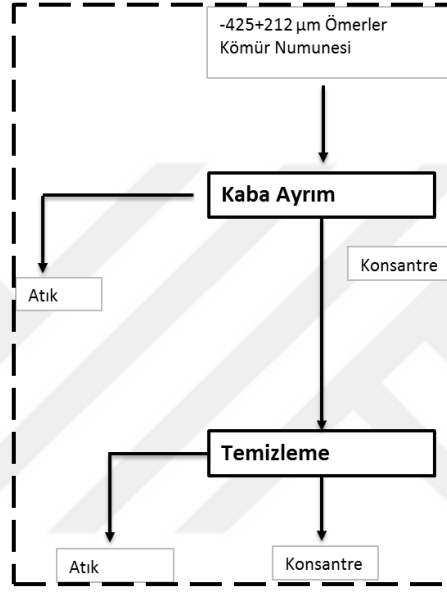 -425+212 µm Ömerler
Kömür Numunesi
Kaba Ayrım
Konsantre
Atık
Temizleme
Atık
Konsantre